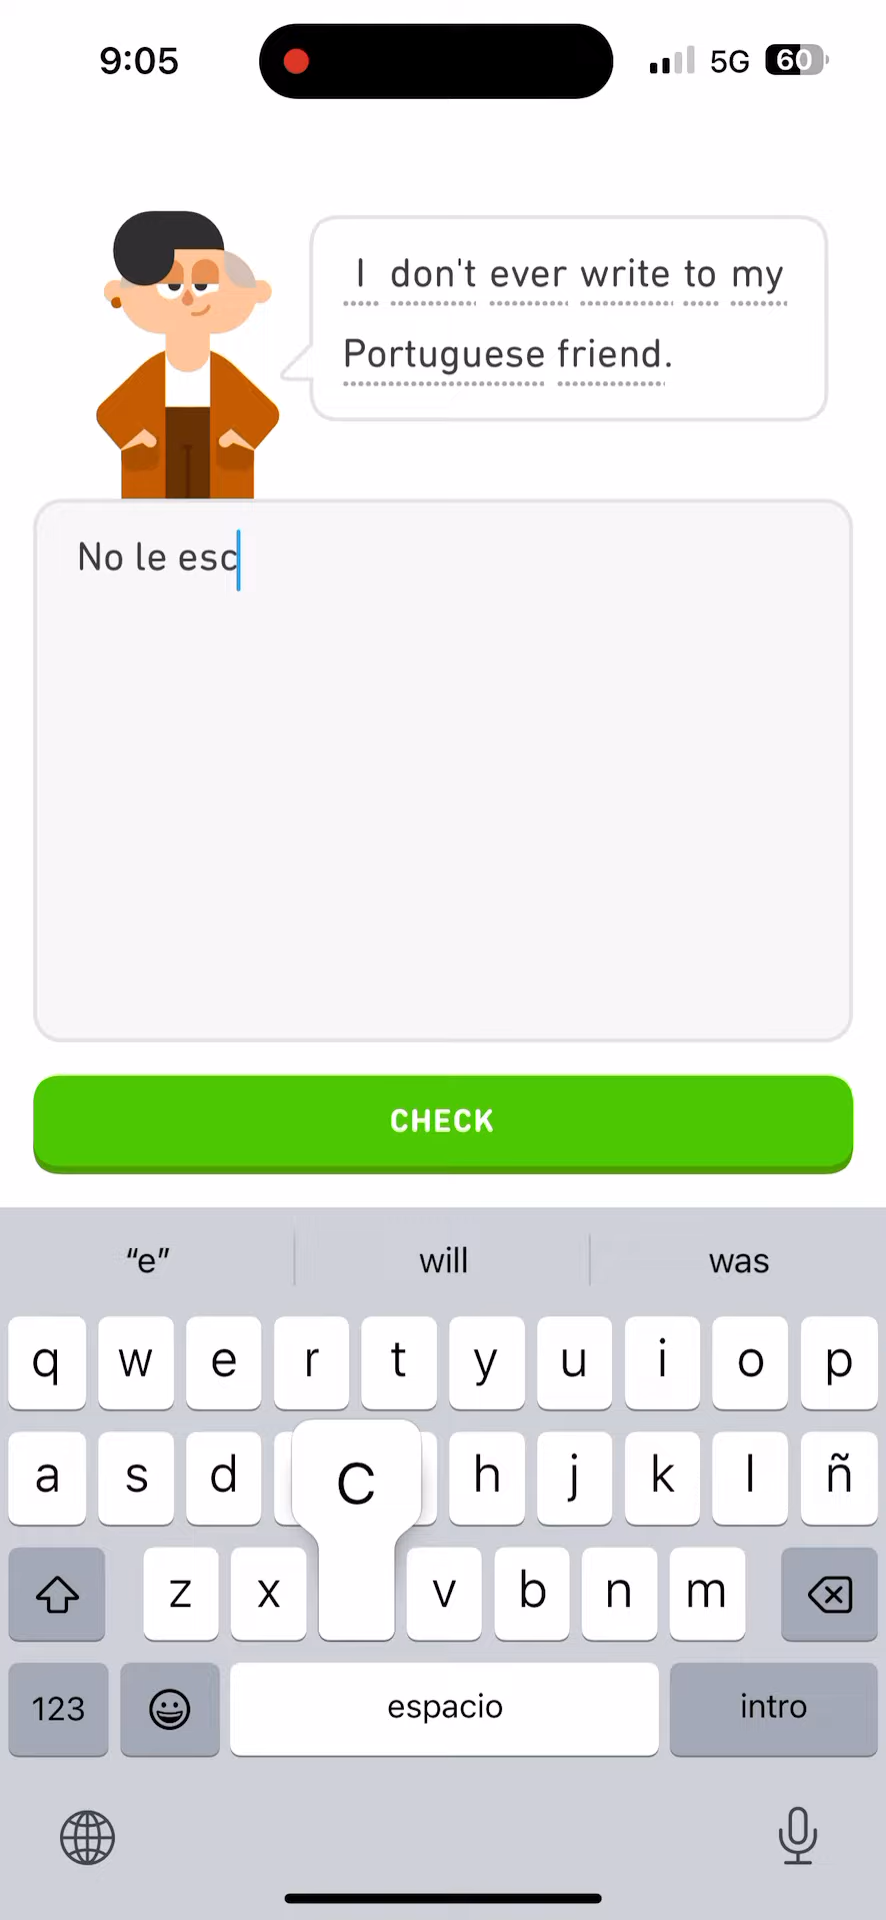 9:05
5G
60
I don't ever write to my
Portuguese friend.
No le esc
CHECK
“e” will was
q w e r t y u i o p
a s d C h j k l ñ
z x v b n m
123 espacio intro